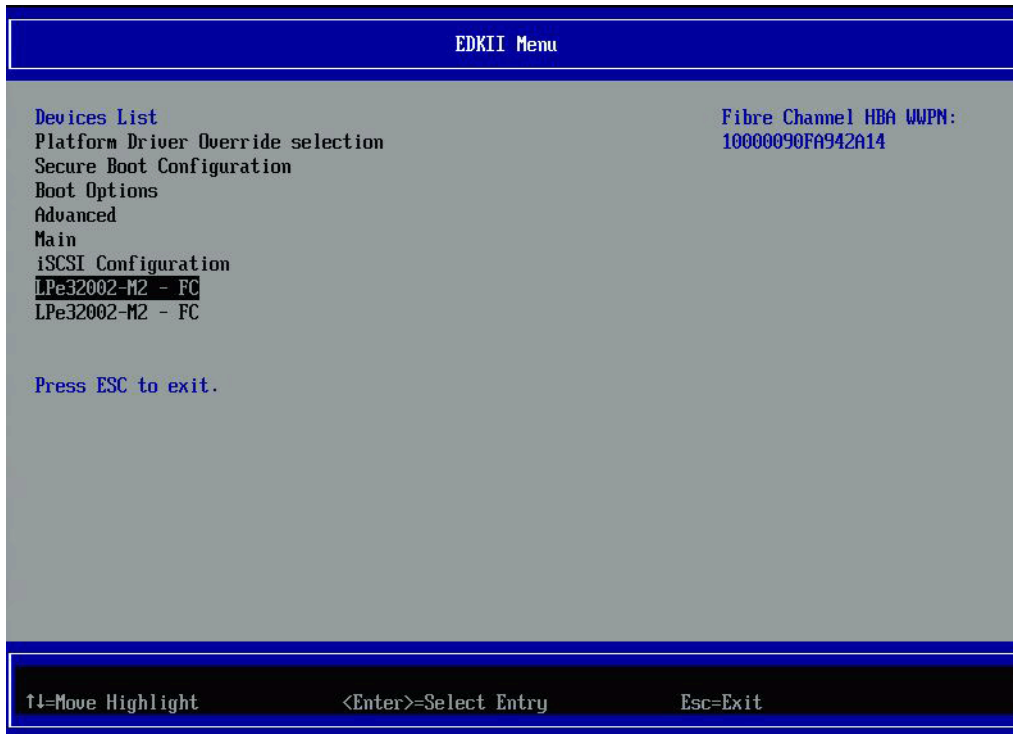 EDKII Menu
Devices List
Platform Driver Override selection
Secure Boot Configuration
Boot Options
Advanced
Main
iSCSI Configuration
LPe32002-M2 - FC
LPe32002-M2 - FC
Press ESC to exit.
Fibre Channel HBA WWPN:
10000090FA942A14
↑↓=Move Highlight
<Enter>=Select Entry
Esc=Exit